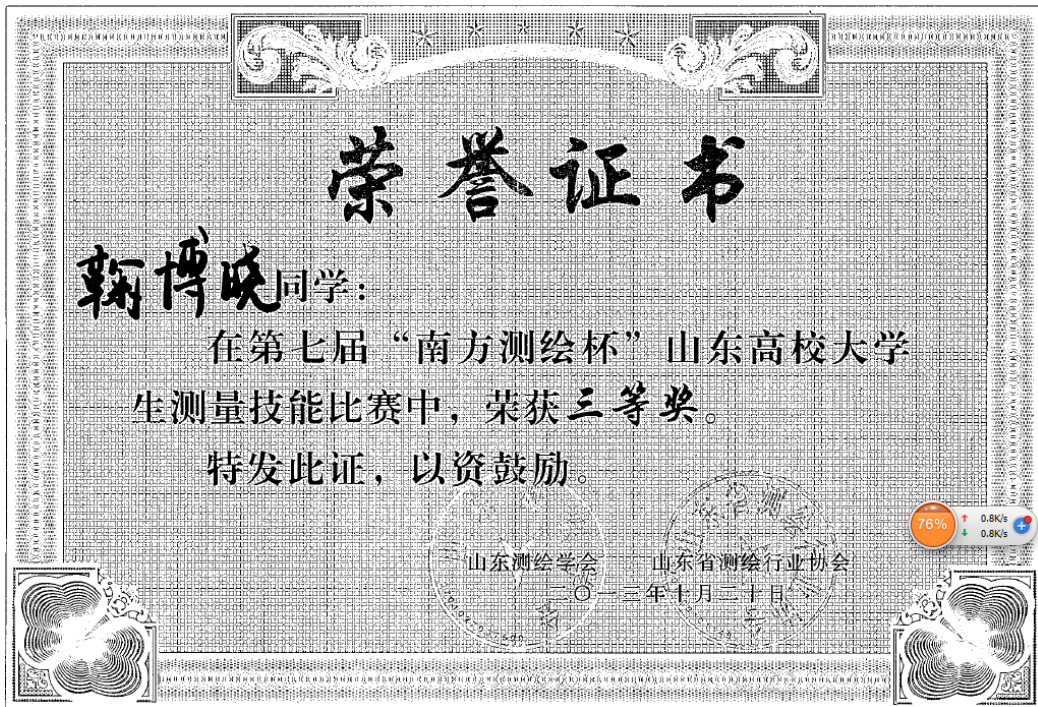 荣誉证书
鞠博晓同学：
在第七届“南方测绘杯”山东高校大学
生测量技能比赛中，荣获三等奖。
特发此证，以资鼓励。
山东测绘学会 山东省测绘行业协会
二〇一三年十月二十日
76%
0.8K/s
0.8K/s